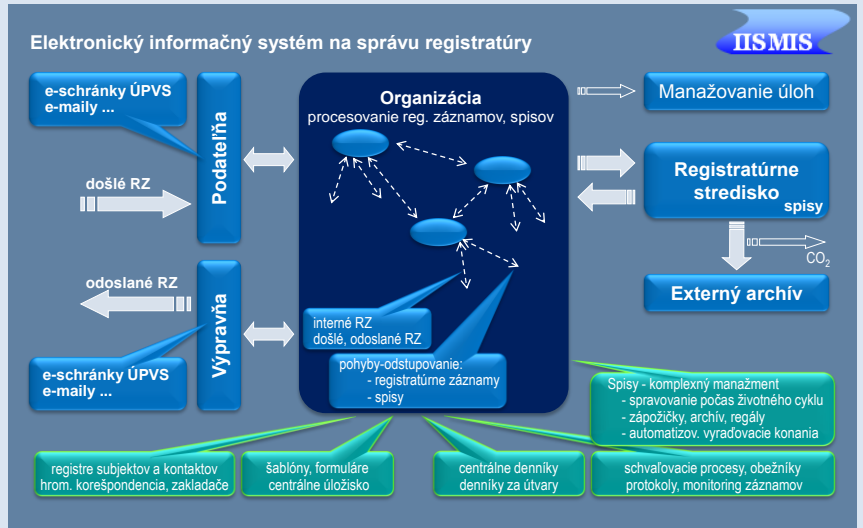 Elektronický informačný systém na správu registratúry
IISMIS
e-schránky ÚPVS
e-maily ...
Podateľňa
došlé RZ
odoslané RZ
Výpravňa
e-schránky ÚPVS
e-maily ...
Organizácia
procesovanie reg. záznamov, spisov
interné RZ
došlé, odoslané RZ
pohyby-odstupovanie:
- registratúrne záznamy
- spisy
Manažovanie úloh
Registratúrne
stredisko
spisy
CO2
Externý archív
Spisy - komplexný manažment
- spravovanie počas životného cyklu
- zápožičky, archív, regály
- automatizov. vyraďovacie konania
registre subjektov a kontaktov
hrom. korešpondencia, zakladače
šablóny, formuláre
centrálne úložisko
centrálne denníky
denníky za útvary
schvaľovacie procesy, obežníky
protokoly, monitoring záznamov